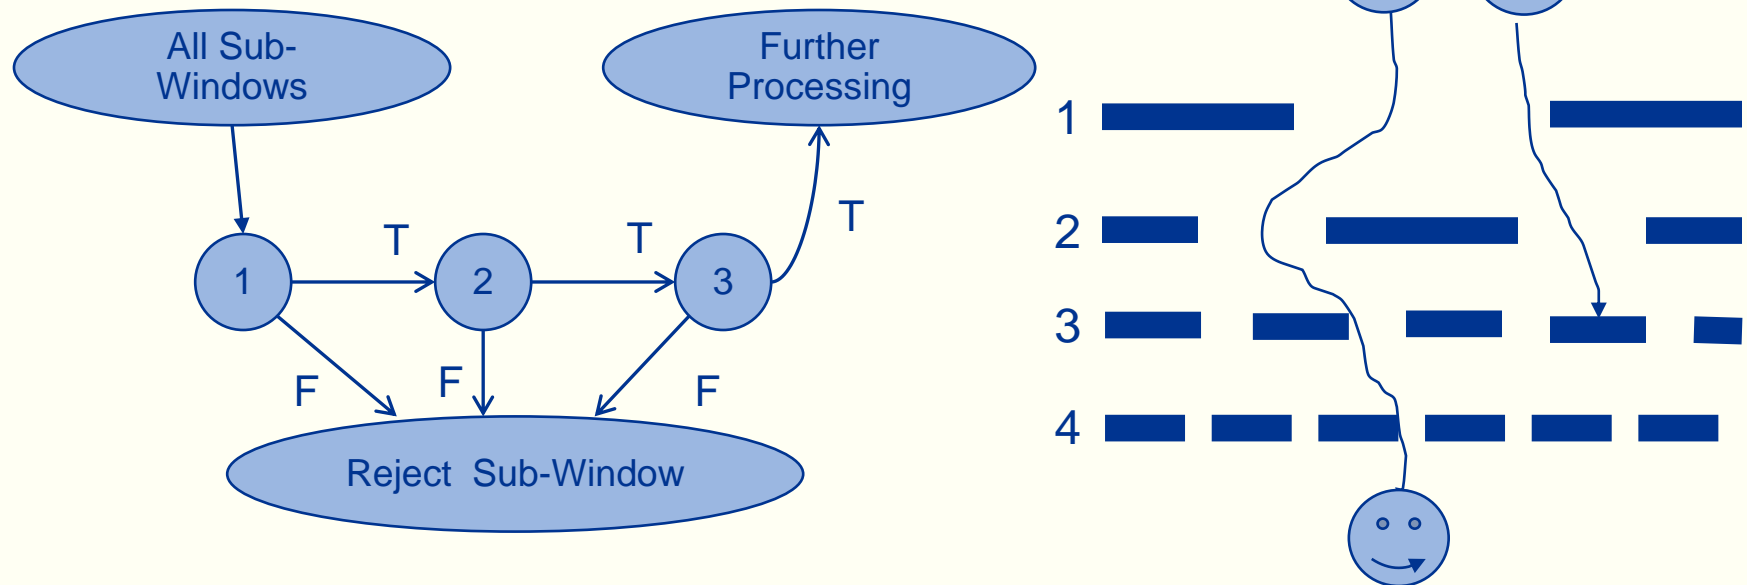 All Sub-
Windows
Further
Processing
1
2
3
T
T
T
F
F
F
Reject Sub-Window
1
2
3
4